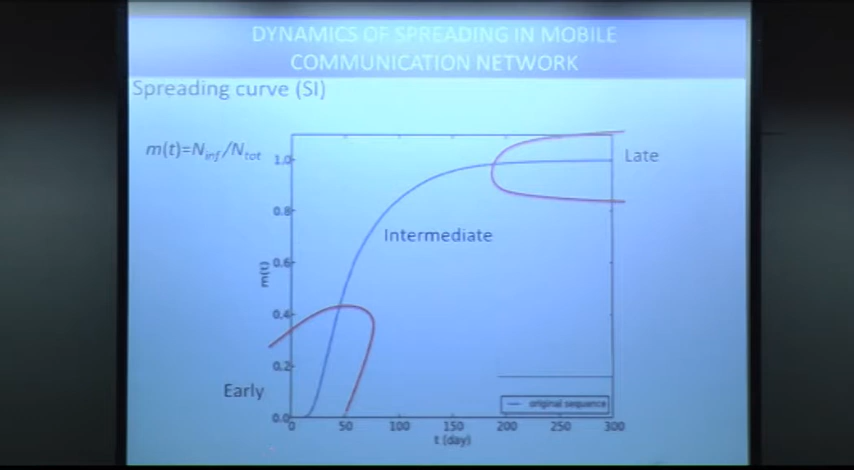 DYNAMICS OF SPREADING IN MOBILE
COMMUNICATION NETWORK
Spreading curve (SI)
m(t)=N_inf/N_tot
1.0
Late
0.8
Intermediate
0.6
m(t)
0.4
0.2
Early
original sequence
0.0
0 50 100 150 200 250 300
t (day)